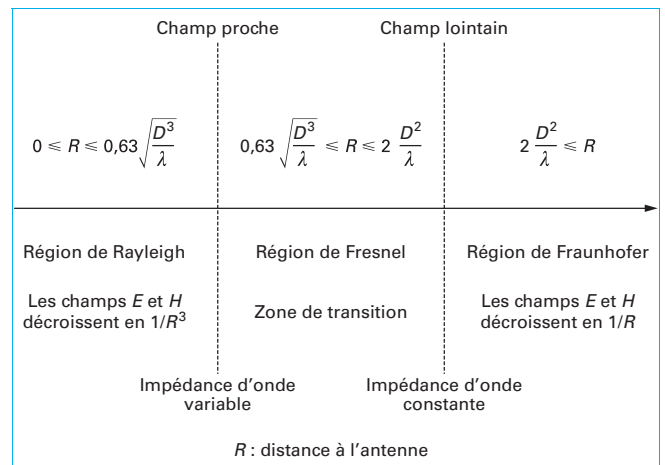 Champ proche Champ lointain
0 ≤ R ≤ 0,63 √(D³/λ) 0,63 √(D³/λ) ≤ R ≤ 2 D²/λ 2 D²/λ ≤ R
Région de Rayleigh Région de Fresnel Région de Fraunhofer
Les champs E et H
décroissent en 1/R³
Zone de transition
Les champs E et H
décroissent en 1/R
Impédance d'onde
variable
Impédance d'onde
constante
R : distance à l'antenne